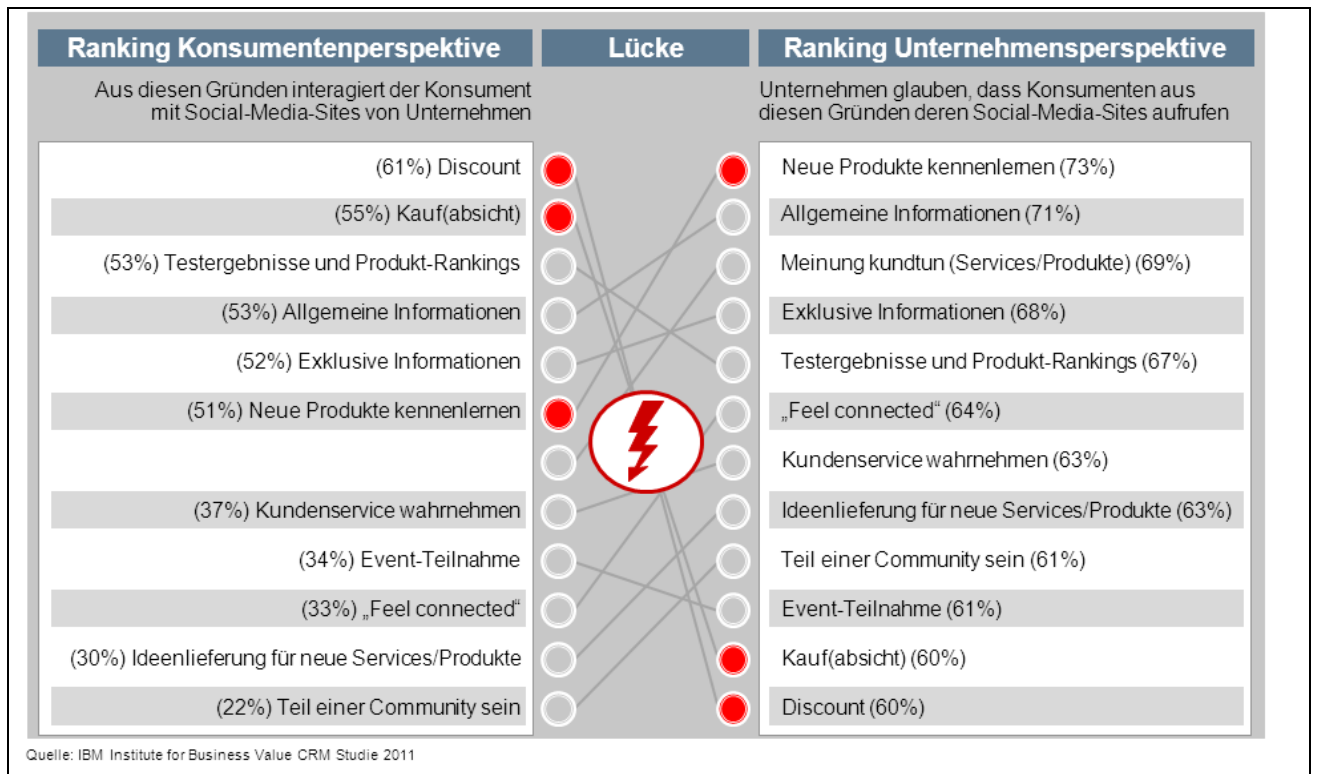 Ranking Konsumentenperspektive
Lücke
Ranking Unternehmensperspektive
Aus diesen Gründen interagiert der Konsument
mit Social-Media-Sites von Unternehmen
Unternehmen glauben, dass Konsumenten aus
diesen Gründen deren Social-Media-Sites aufrufen
(61%) Discount
(55%) Kauf(absicht)
(53%) Testergebnisse und Produkt-Rankings
(53%) Allgemeine Informationen
(52%) Exklusive Informationen
(51%) Neue Produkte kennenlernen
(37%) Kundenservice wahrnehmen
(34%) Event-Teilnahme
(33%) „Feel connected“
(30%) Ideenlieferung für neue Services/Produkte
(22%) Teil einer Community sein
Neue Produkte kennenlernen (73%)
Allgemeine Informationen (71%)
Meinung kundtun (Services/Produkte) (69%)
Exklusive Informationen (68%)
Testergebnisse und Produkt-Rankings (67%)
„Feel connected“ (64%)
Kundenservice wahrnehmen (63%)
Ideenlieferung für neue Services/Produkte (63%)
Teil einer Community sein (61%)
Event-Teilnahme (61%)
Kauf(absicht) (60%)
Discount (60%)
Quelle: IBM Institute for Business Value CRM Studie 2011